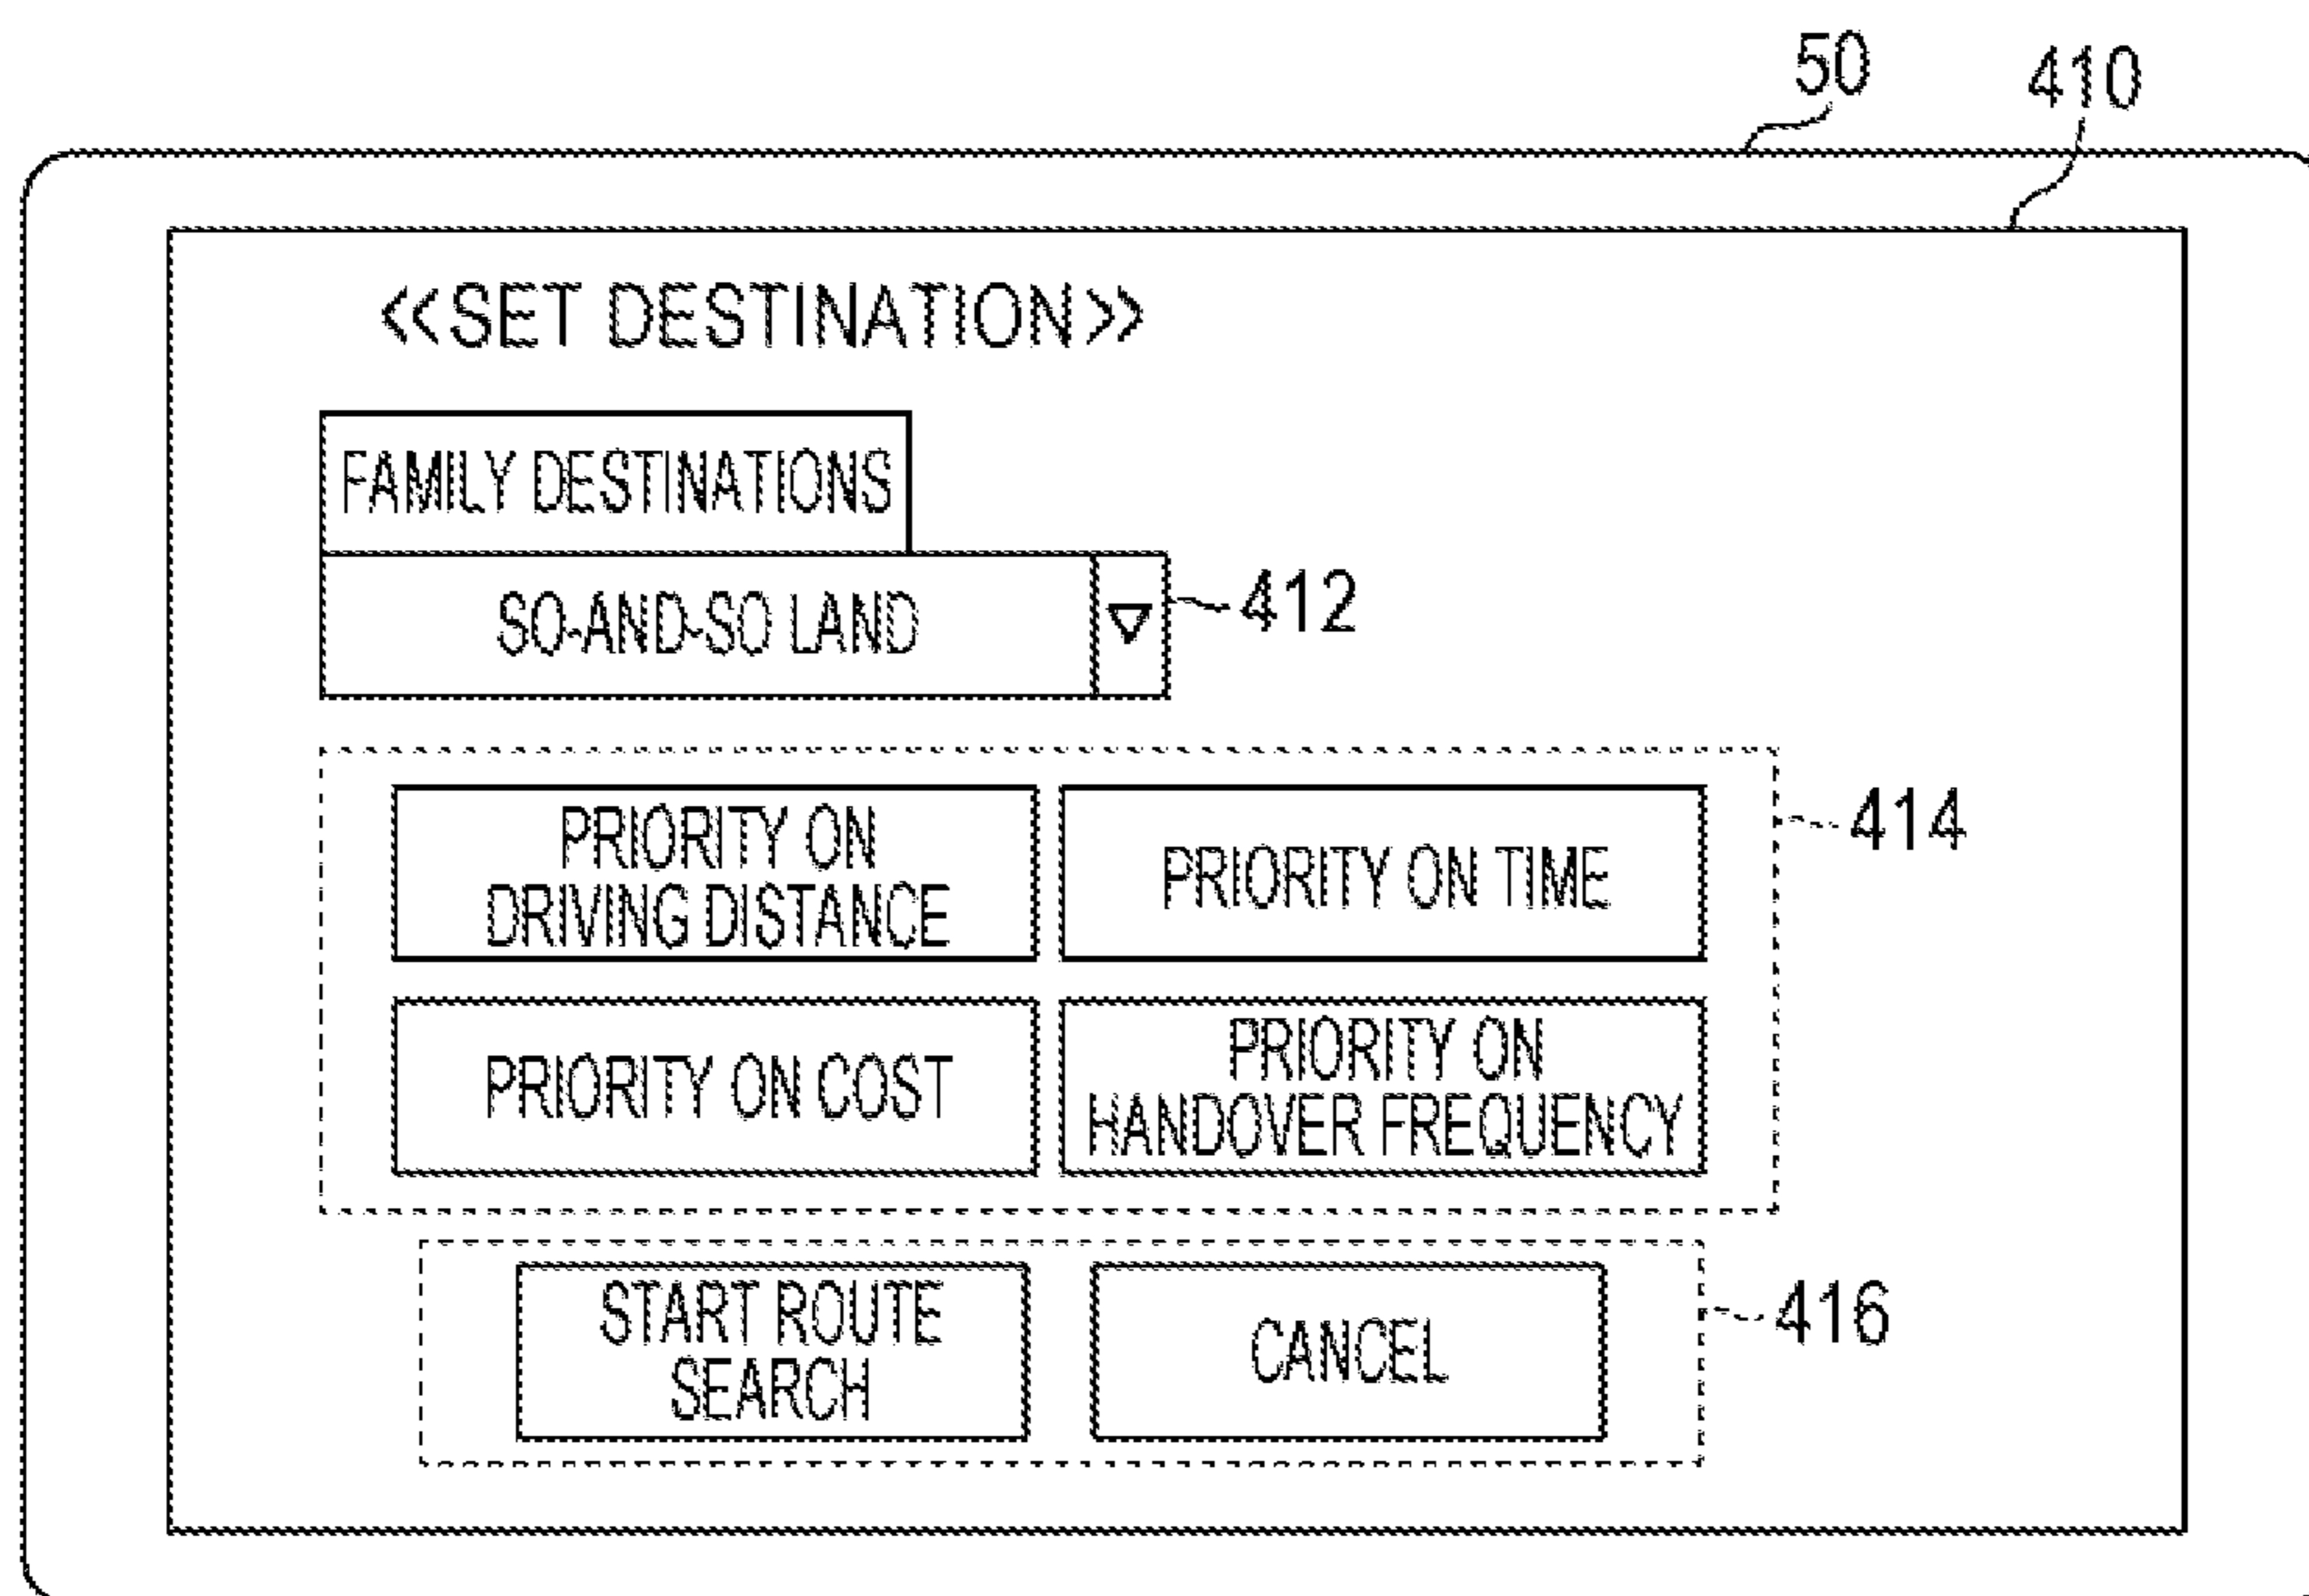 50
410
<<SET DESTINATION>>
FAMILY DESTINATIONS
SO-AND-SO LAND
412
PRIORITY ON
DRIVING DISTANCE
PRIORITY ON TIME
414
PRIORITY ON COST
PRIORITY ON
HANDOVER FREQUENCY
START ROUTE
SEARCH
CANCEL
416